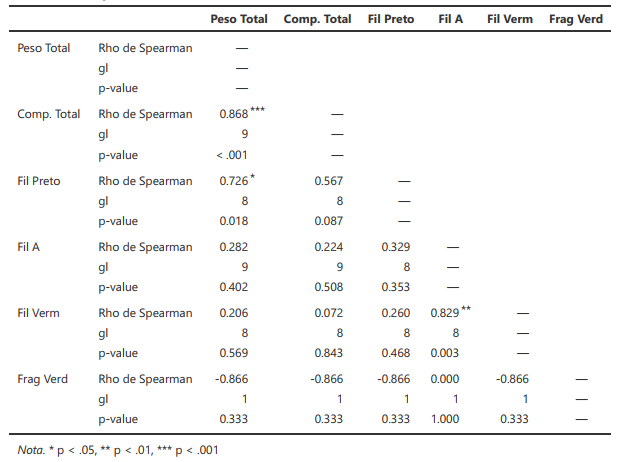 Peso Total Comp. Total Fil Preto Fil A Fil Verm Frag Verd
Peso Total Rho de Spearman —
gl —
p-value —
Comp. Total Rho de Spearman 0.868 *** —
gl 9 —
p-value < .001 —
Fil Preto Rho de Spearman 0.726 * 0.567 —
gl 8 8 —
p-value 0.018 0.087 —
Fil A Rho de Spearman 0.282 0.224 0.329 —
gl 9 9 8 —
p-value 0.402 0.508 0.353 —
Fil Verm Rho de Spearman 0.206 0.072 0.260 0.829 ** —
gl 8 8 8 8 —
p-value 0.569 0.843 0.468 0.003 —
Frag Verd Rho de Spearman -0.866 -0.866 -0.866 0.000 -0.866 —
gl 1 1 1 1 1 —
p-value 0.333 0.333 0.333 1.000 0.333 —
Nota. * p < .05, ** p < .01, *** p < .001